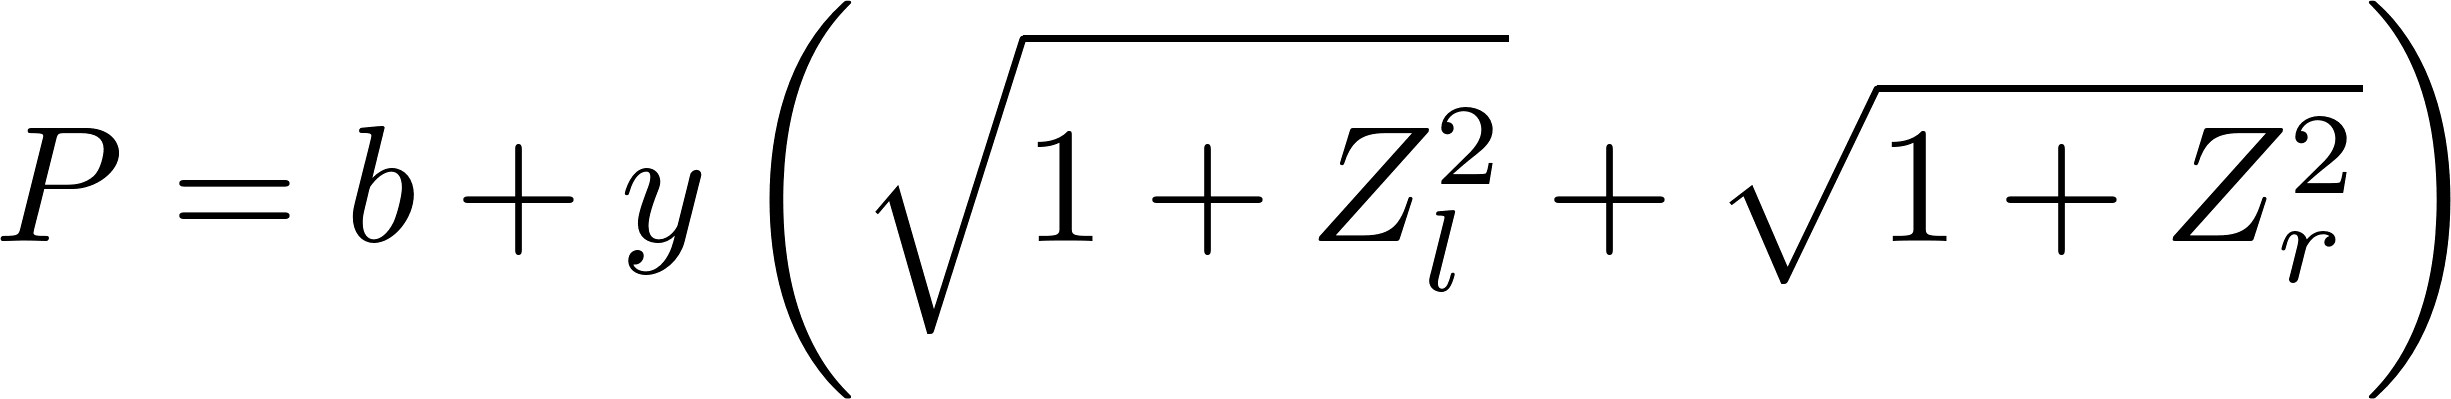 P = b + y \left( \sqrt{1 + Z_l^2} + \sqrt{1 + Z_r^2} \right)